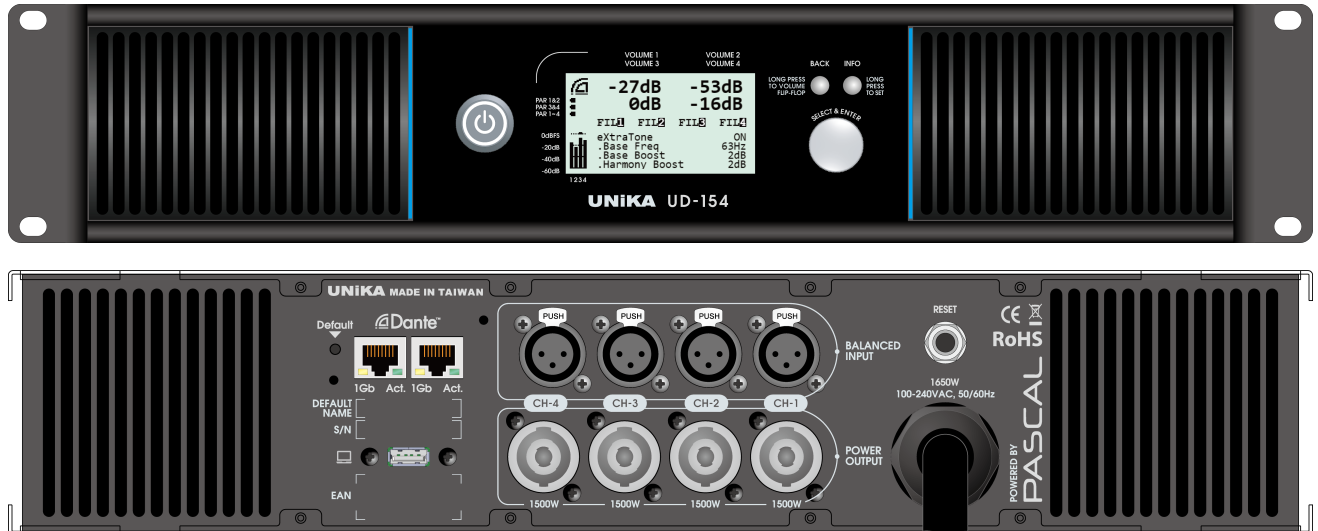 VOLUME 1 VOLUME 2
VOLUME 3 VOLUME 4
BACK INFO
LONG PRESS
TO VOLUME
FLIP-FLOP
LONG
PRESS
TO SET
SELECT & ENTER
-27dB -53dB
0dB -16dB
PAR 1&2
PAR 3&4
PAR 1~4
FIL1 FIL2 FIL3 FIL4
0dBFS
-20dB
-40dB
-60dB
1234
eXtraTone ON
.Base Freq 63Hz
.Base Boost 2dB
.Harmony Boost 2dB
UNiKA UD-154
UNiKA MADE IN TAIWAN
Default
Dante™
1Gb Act. 1Gb Act.
DEFAULT
NAME
S/N
EAN
PUSH PUSH PUSH PUSH
BALANCED
INPUT
CH-4 CH-3 CH-2 CH-1
POWER
OUTPUT
1500W 1500W 1500W 1500W
RESET
1650W
100-240VAC, 50/60Hz
CE
RoHS
POWERED BY
PASCAL